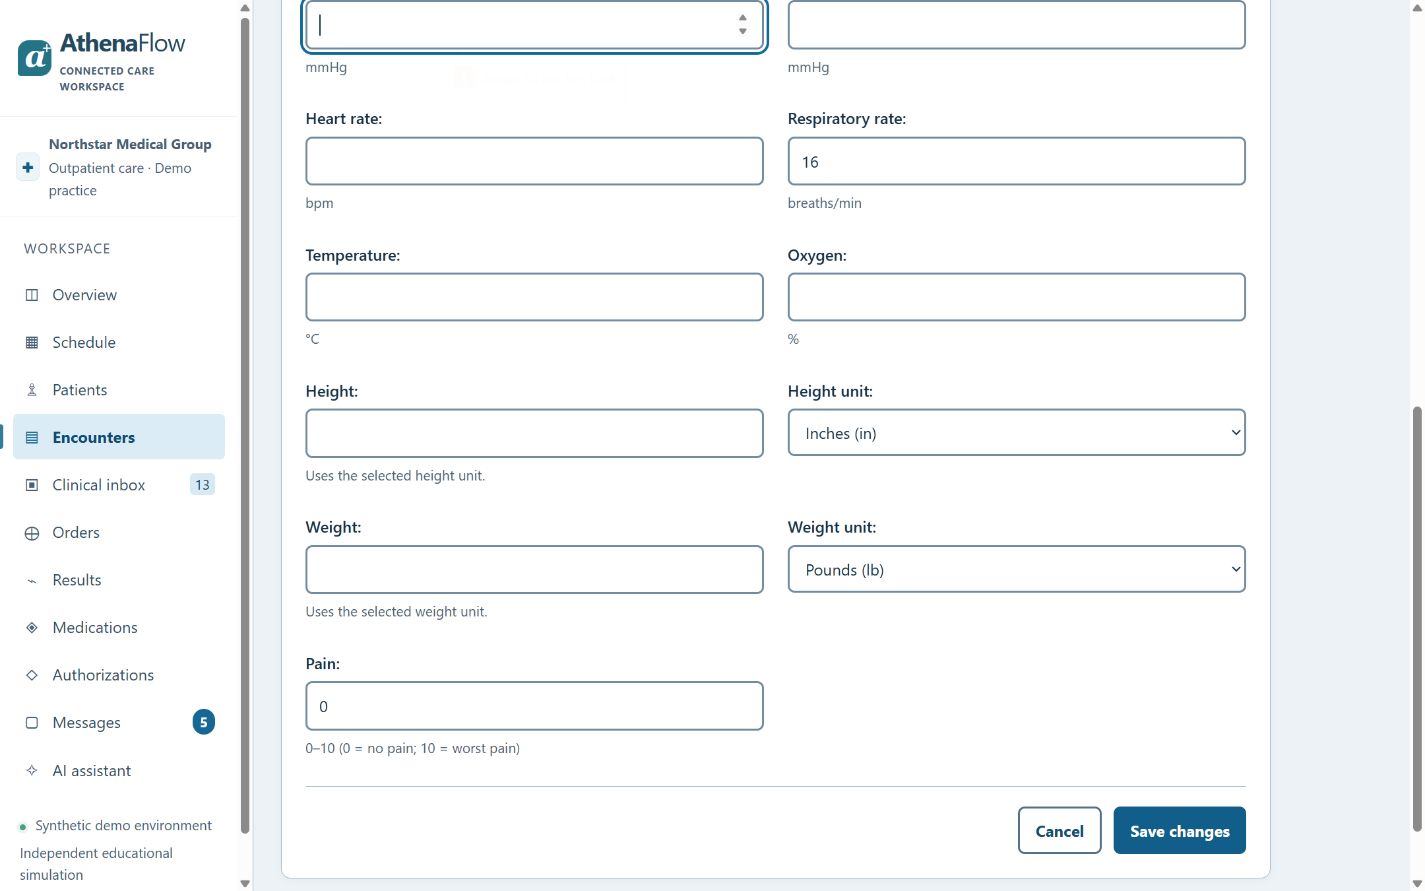 AthenaFlow
CONNECTED CARE
WORKSPACE
Northstar Medical Group
Outpatient care · Demo
practice
WORKSPACE
Overview
Schedule
Patients
Encounters
Clinical inbox 13
Orders
Results
Medications
Authorizations
Messages 5
AI assistant
Synthetic demo environment
Independent educational
simulation
mmHg mmHg
Heart rate: Respiratory rate:
16
bpm breaths/min
Temperature: Oxygen:
°C %
Height: Height unit:
Inches (in)
Uses the selected height unit.
Weight: Weight unit:
Pounds (lb)
Uses the selected weight unit.
Pain:
0
0–10 (0 = no pain; 10 = worst pain)
Cancel Save changes